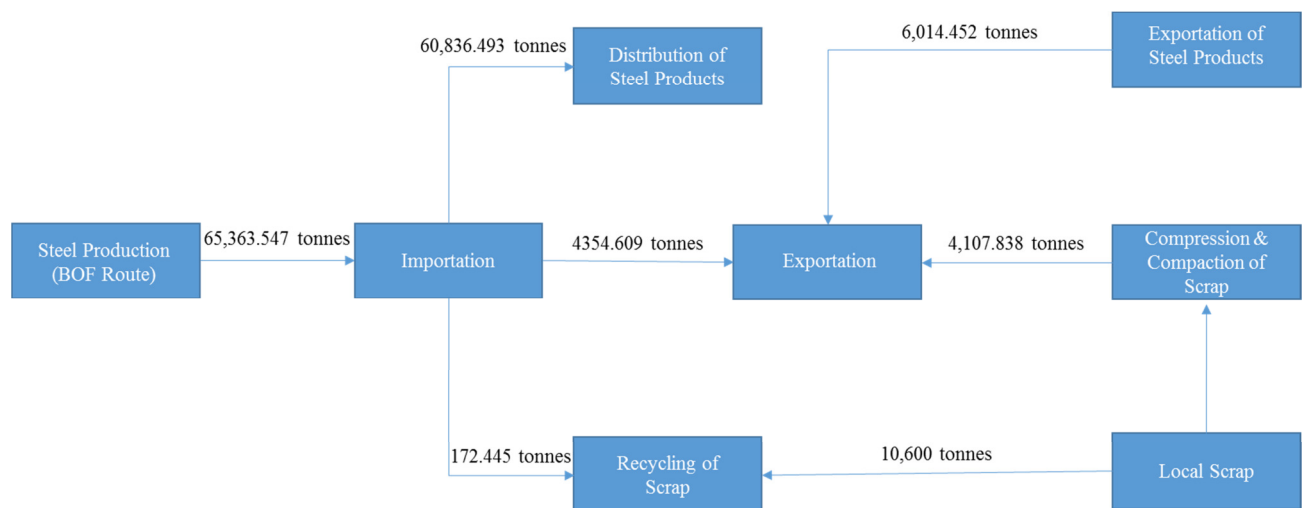 60,836.493 tonnes
Distribution of
Steel Products
6,014.452 tonnes
Exportation of
Steel Products
Steel Production
(BOF Route)
65,363.547 tonnes
Importation
4354.609 tonnes
Exportation
4,107.838 tonnes
Compression &
Compaction of
Scrap
172.445 tonnes
Recycling of
Scrap
10,600 tonnes
Local Scrap